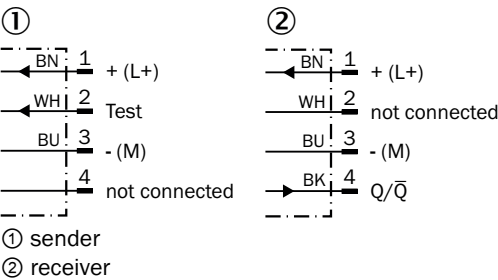 ①
BN 1 + (L+)
WH 2 Test
BU 3 - (M)
4 not connected
②
BN 1 + (L+)
WH 2 not connected
BU 3 - (M)
BK 4 Q/Q̅
① sender
② receiver